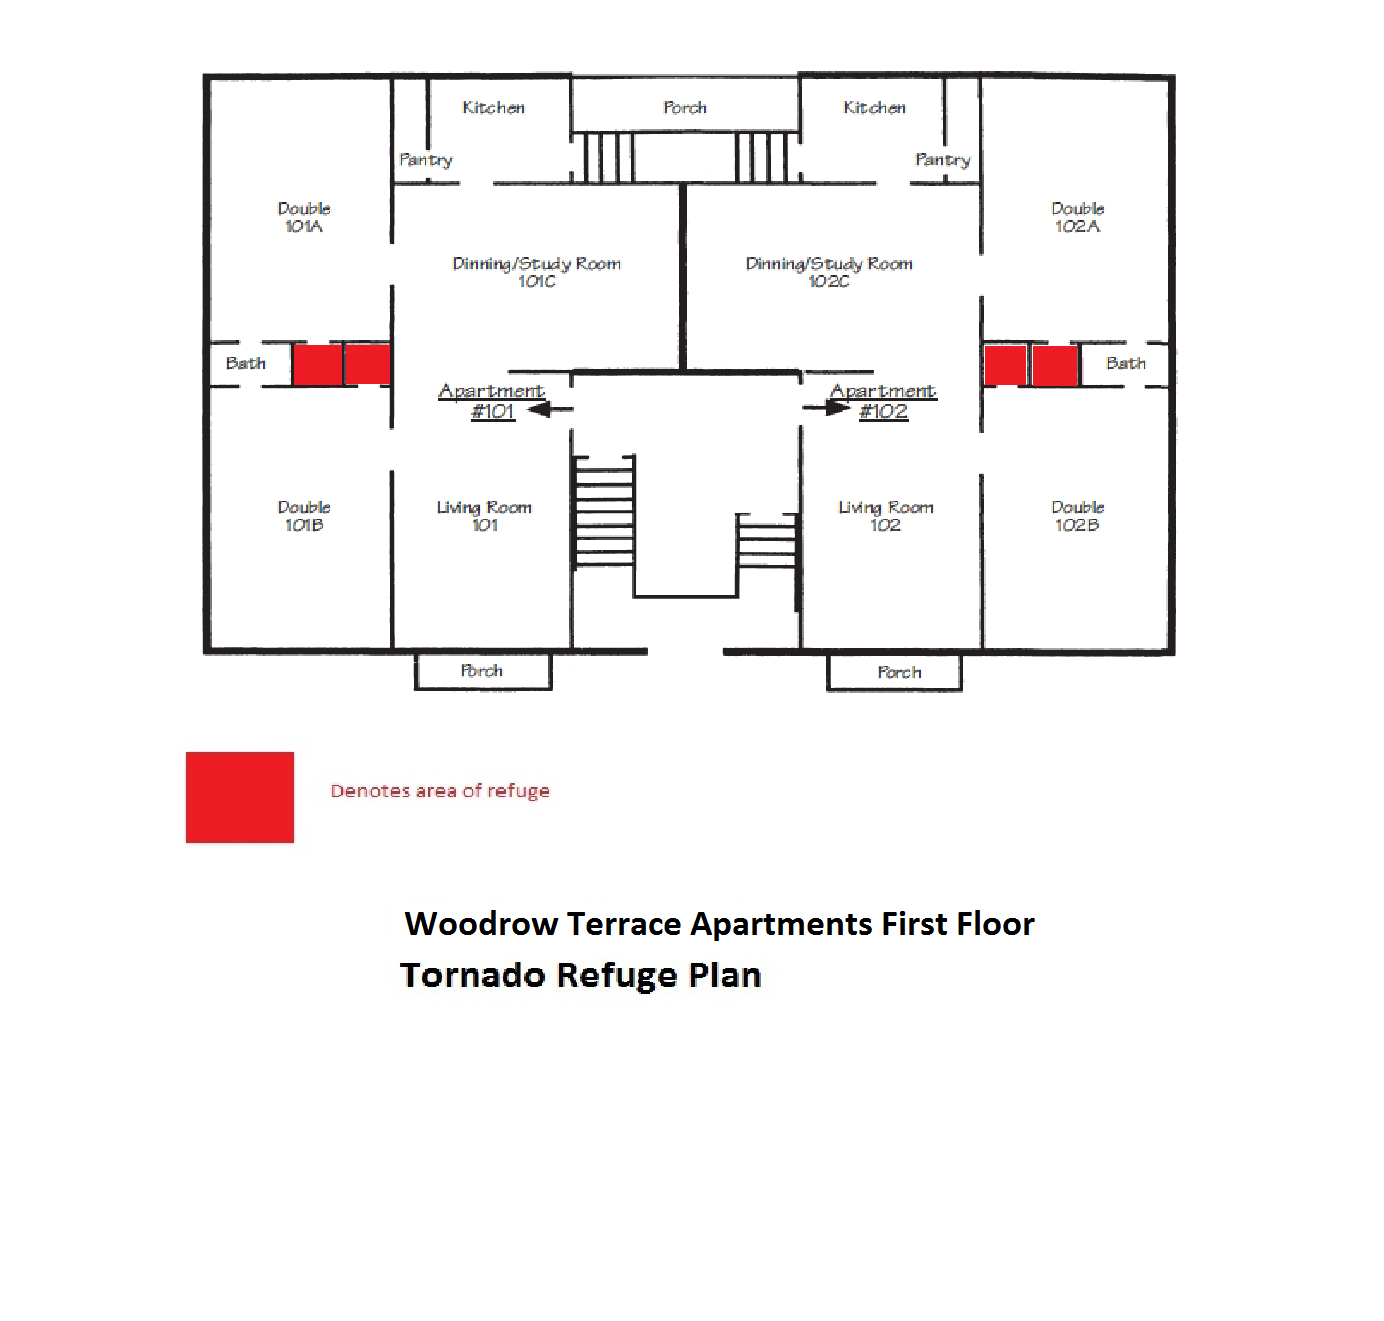 Kitchen
Porch
Kitchen
Pantry
Pantry
Double
101A
Double
102A
Dinning/Study Room
101C
Dinning/Study Room
102C
Bath
Bath
Apartment
#101
Apartment
#102
Double
101B
Living Room
101
Living Room
102
Double
102B
Porch
Porch
Denotes area of refuge
Woodrow Terrace Apartments First Floor
Tornado Refuge Plan